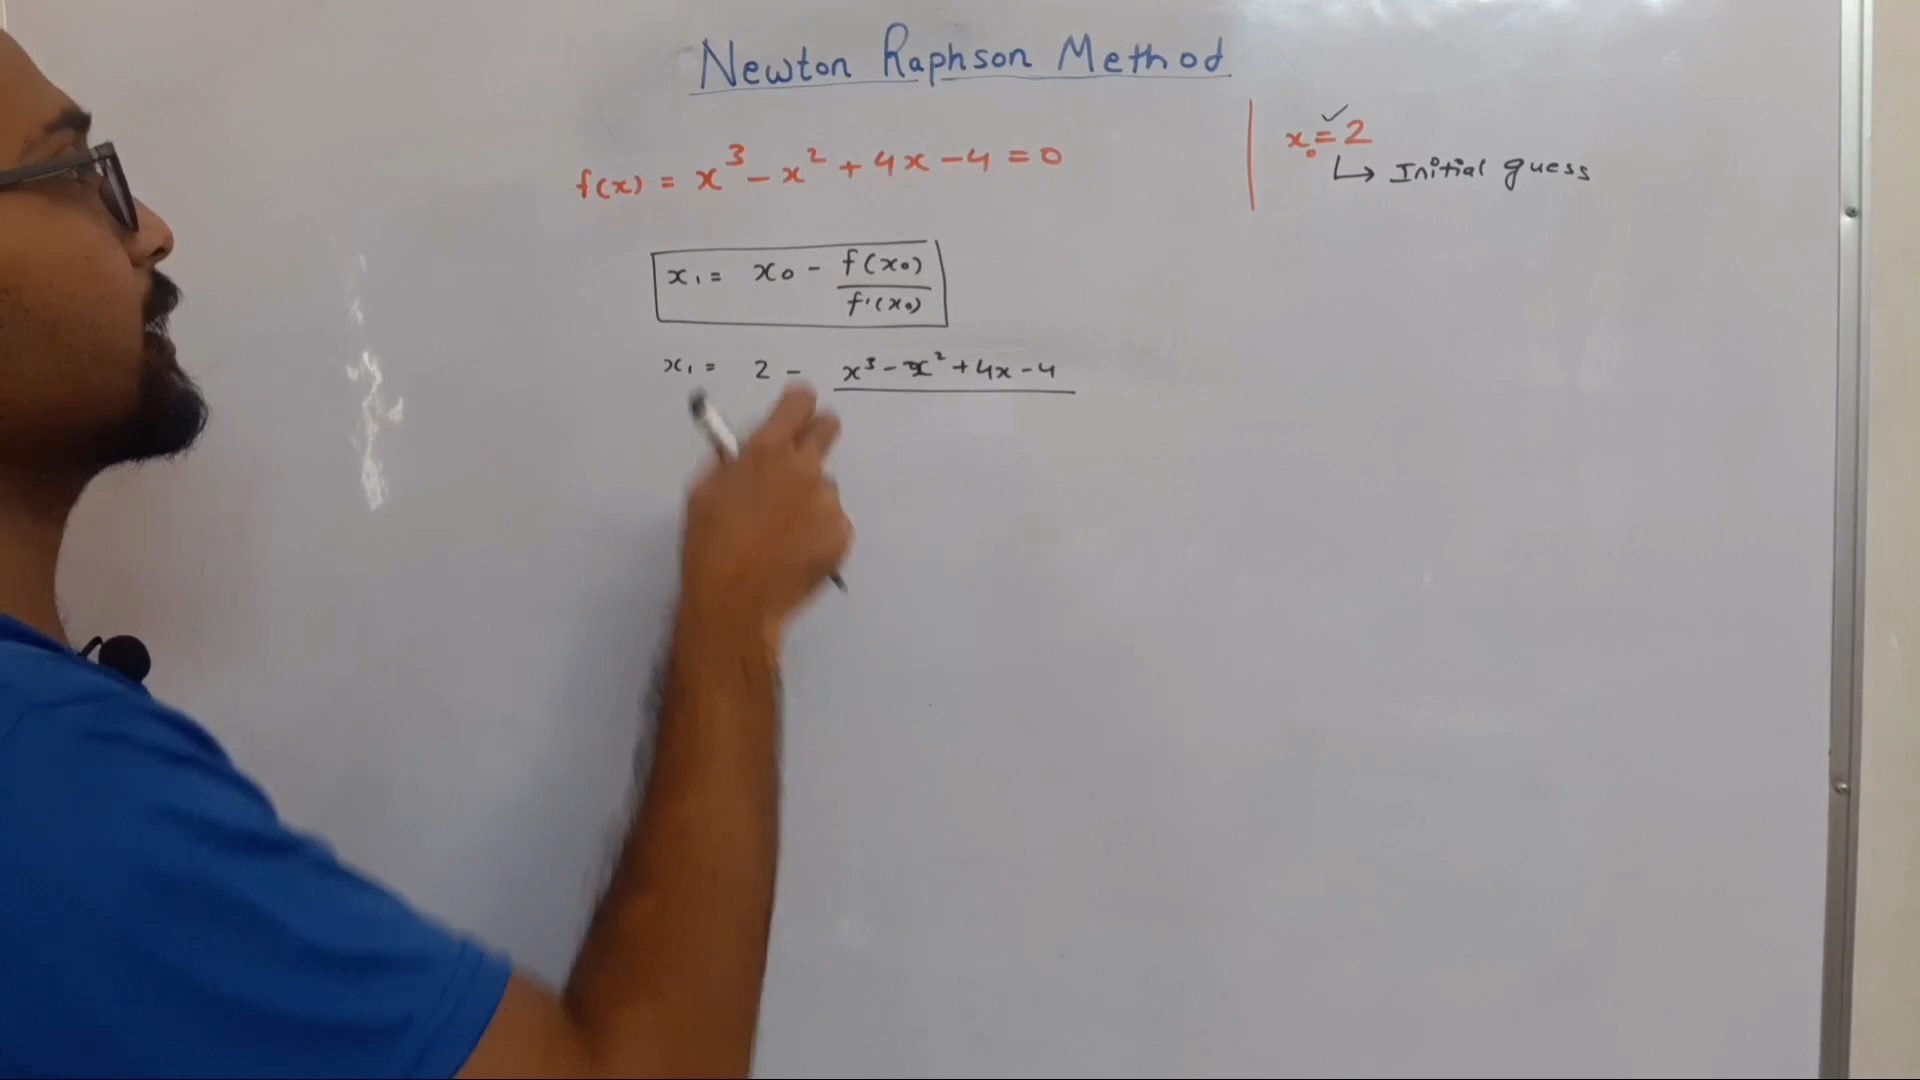 Newton Raphson Method
f(x) = x³ - x² + 4x - 4 = 0
x₀ = 2 ✓
↳ Initial guess
x₁ = x₀ - f(x₀) / f'(x₀)
x₁ = 2 - x³ - x² + 4x - 4